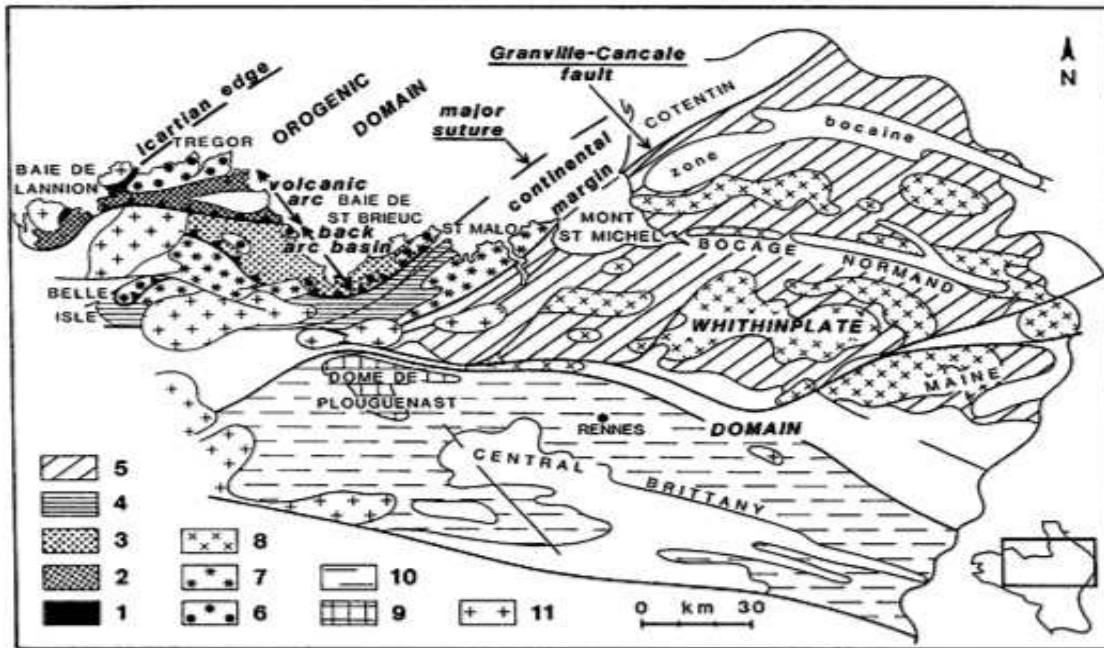 Granville-Cancale
fault
N
Icartian edge
OROGENIC
DOMAIN
major
suture
COTENTIN
TREGOR
continental
margin
zone
bocaine
BAIE DE
LANNION
volcanic
arc
BAIE DE
ST BRIEUC
back
arc basin
ST MALO
MONT
ST MICHEL
BOCAGE
NORMAND
BELLE
ISLE
WHITHINPLATE
MAINE
DOME DE
PLOUGUENAST
RENNES
DOMAIN
CENTRAL
BRITTANY
5
4
3 8
2 7 10
1 6 9 11
0 km 30